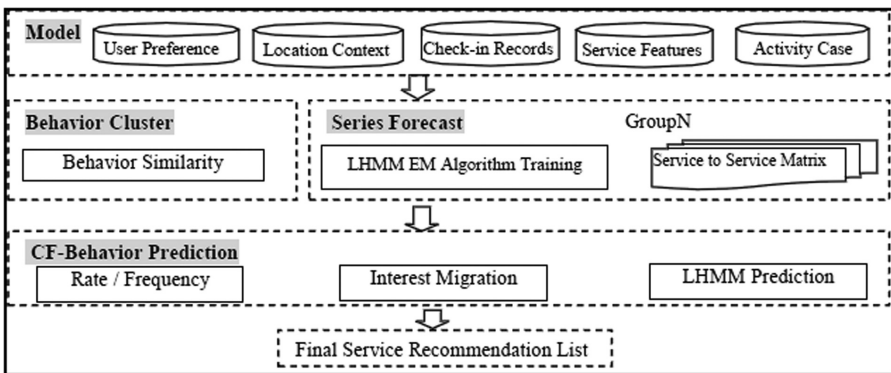 Model
User Preference
Location Context
Check-in Records
Service Features
Activity Case
Behavior Cluster
Behavior Similarity
Series Forecast
GroupN
LHMM EM Algorithm Training
Service to Service Matrix
CF-Behavior Prediction
Rate / Frequency
Interest Migration
LHMM Prediction
Final Service Recommendation List